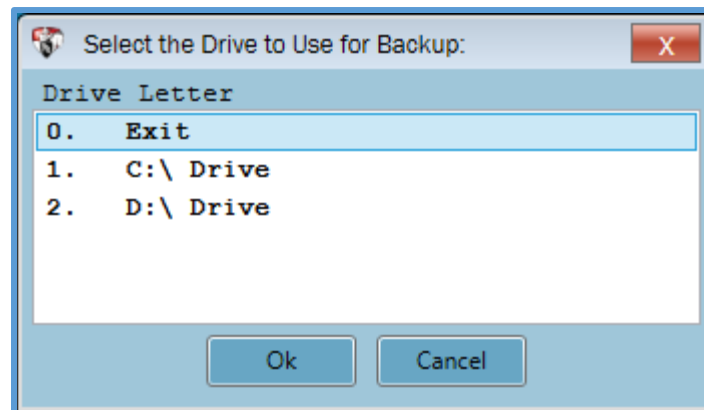 Select the Drive to Use for Backup:
X
Drive Letter
0. Exit
1. C:\ Drive
2. D:\ Drive
Ok Cancel